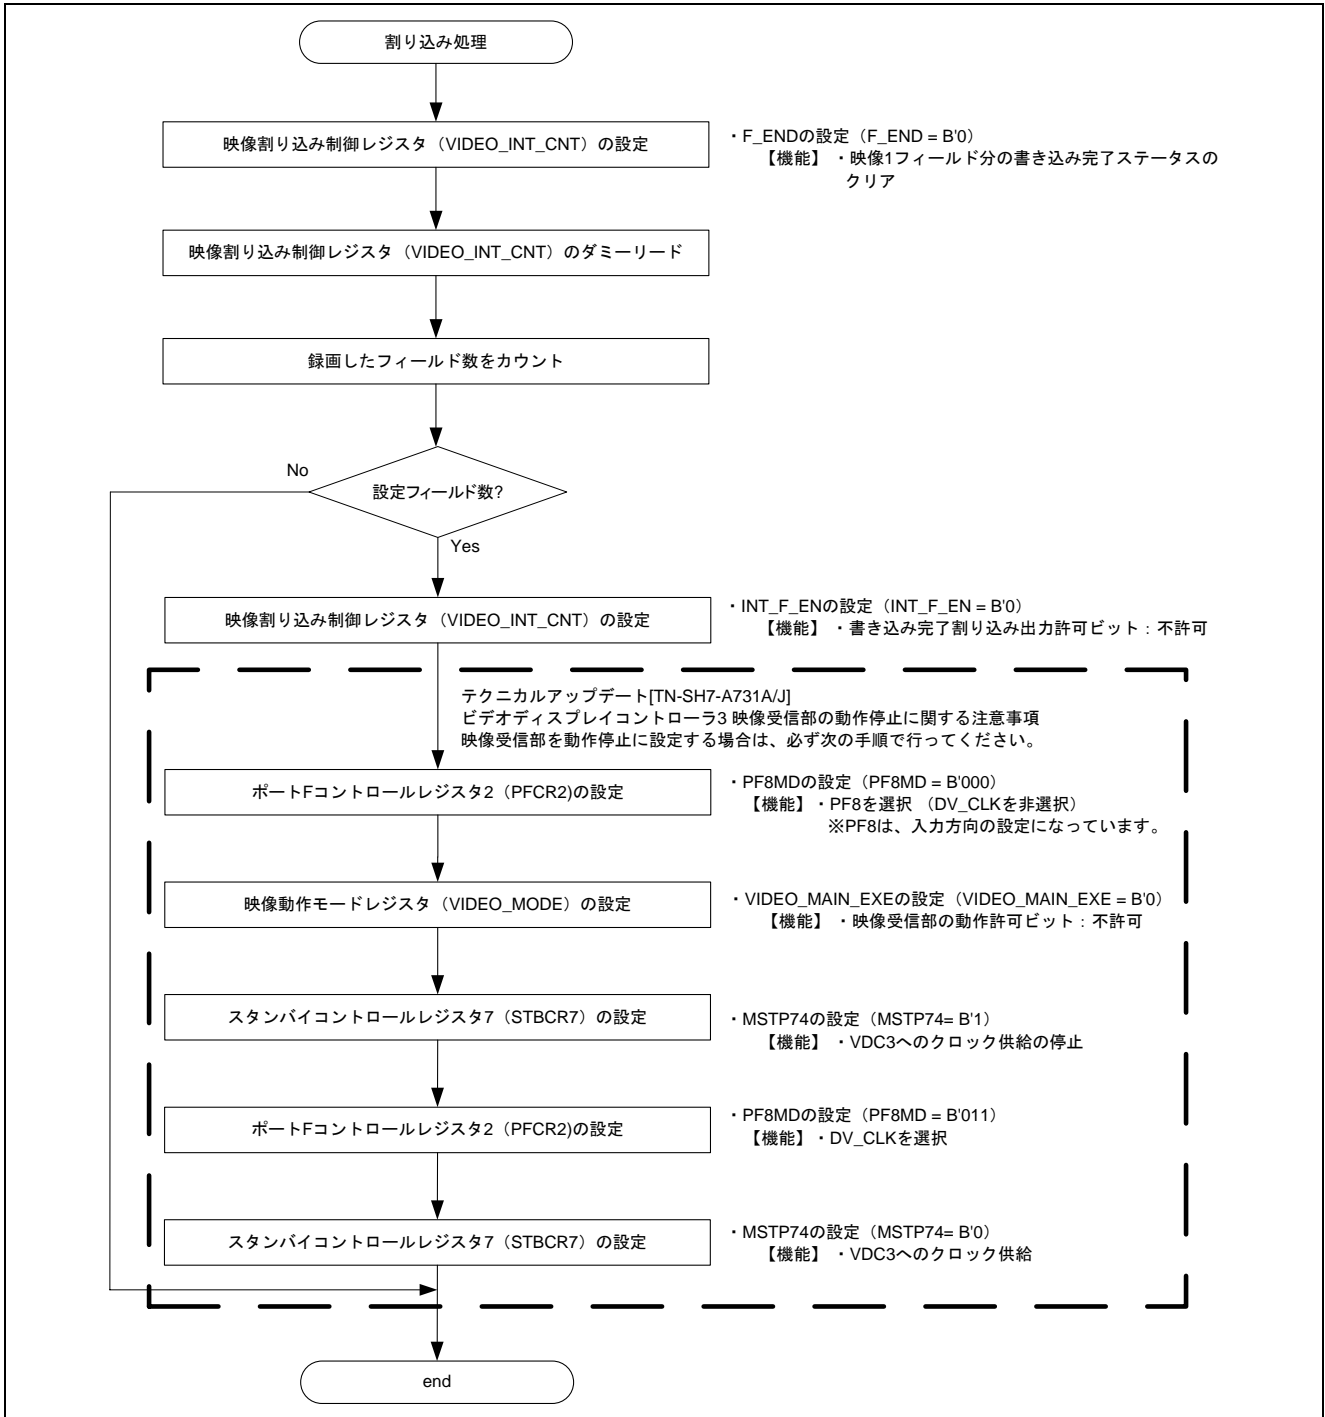 割り込み処理
映像割り込み制御レジスタ（VIDEO_INT_CNT）の設定
・F_ENDの設定（F_END = B'0）
【機能】 ・映像1フィールド分の書き込み完了ステータスの
クリア
映像割り込み制御レジスタ（VIDEO_INT_CNT）のダミーリード
録画したフィールド数をカウント
No
設定フィールド数?
Yes
映像割り込み制御レジスタ（VIDEO_INT_CNT）の設定
・INT_F_ENの設定（INT_F_EN = B'0）
【機能】 ・書き込み完了割り込み出力許可ビット：不許可
テクニカルアップデート[TN-SH7-A731A/J]
ビデオディスプレイコントローラ3 映像受信部の動作停止に関する注意事項
映像受信部を動作停止に設定する場合は、必ず次の手順で行ってください。
ポートFコントロールレジスタ2（PFCR2)の設定
・PF8MDの設定（PF8MD = B'000）
【機能】・PF8を選択 （DV_CLKを非選択）
※PF8は、入力方向の設定になっています。
映像動作モードレジスタ（VIDEO_MODE）の設定
・VIDEO_MAIN_EXEの設定（VIDEO_MAIN_EXE = B'0）
【機能】 ・映像受信部の動作許可ビット：不許可
スタンバイコントロールレジスタ7（STBCR7）の設定
・MSTP74の設定（MSTP74= B'1）
【機能】 ・VDC3へのクロック供給の停止
ポートFコントロールレジスタ2（PFCR2)の設定
・PF8MDの設定（PF8MD = B'011）
【機能】・DV_CLKを選択
スタンバイコントロールレジスタ7（STBCR7）の設定
・MSTP74の設定（MSTP74= B'0）
【機能】 ・VDC3へのクロック供給
end